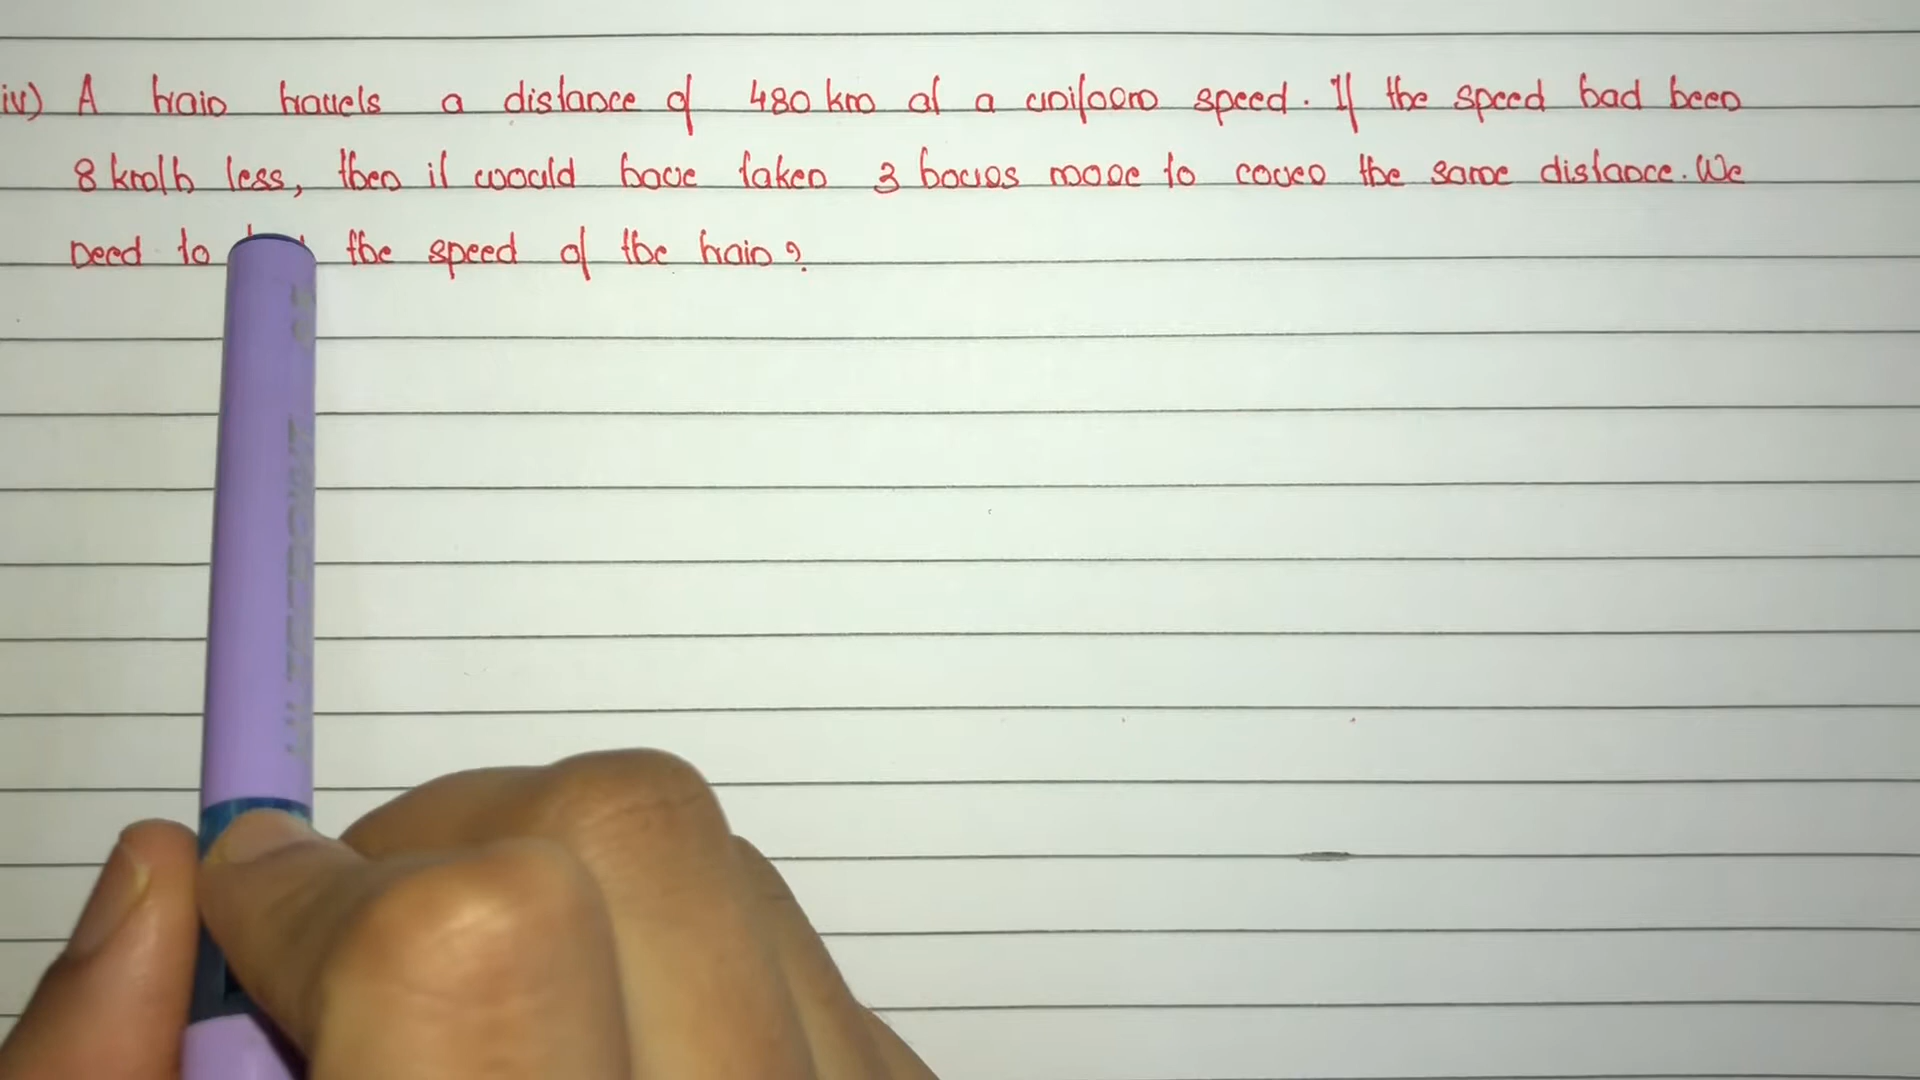 iv) A train travels a distance of 480 km at a uniform speed. If the speed had been
8 km/h less, then it would have taken 3 hours more to cover the same distance. We
need to the speed of the train?